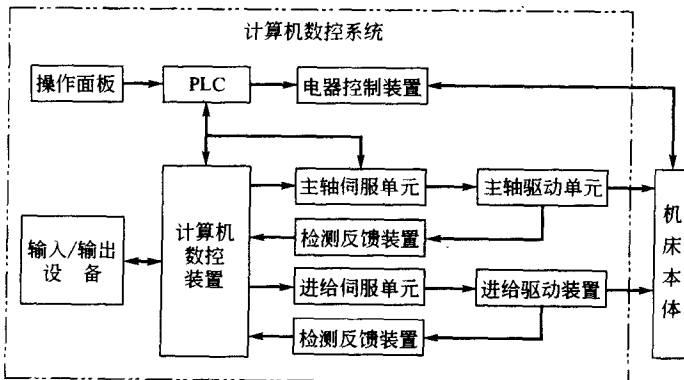 计算机数控系统
操作面板
PLC
电器控制装置
主轴伺服单元
主轴驱动单元
检测反馈装置
输入/输出
设备
计算机
数控
装置
进给伺服单元
进给驱动装置
检测反馈装置
机
床
本
体